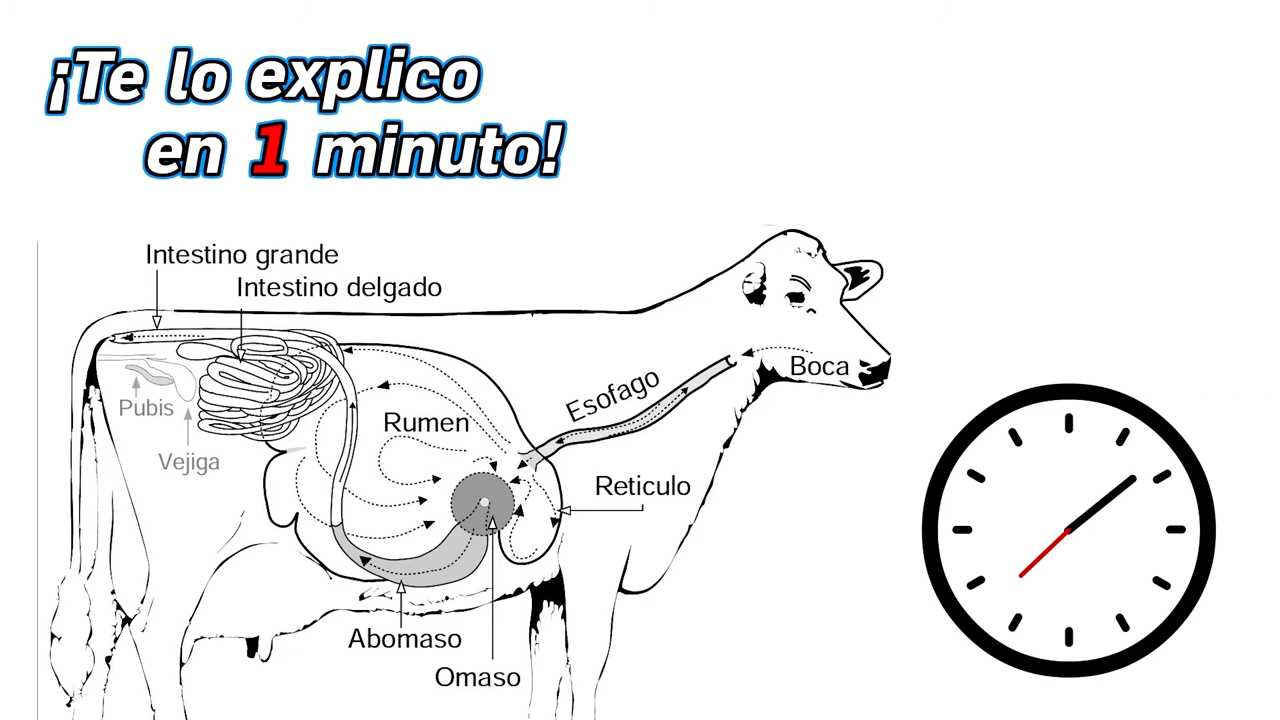 ¡Te lo explico
en 1 minuto!
Intestino grande
Intestino delgado
Boca
Esofago
Pubis
Rumen
Vejiga
Reticulo
Abomaso
Omaso